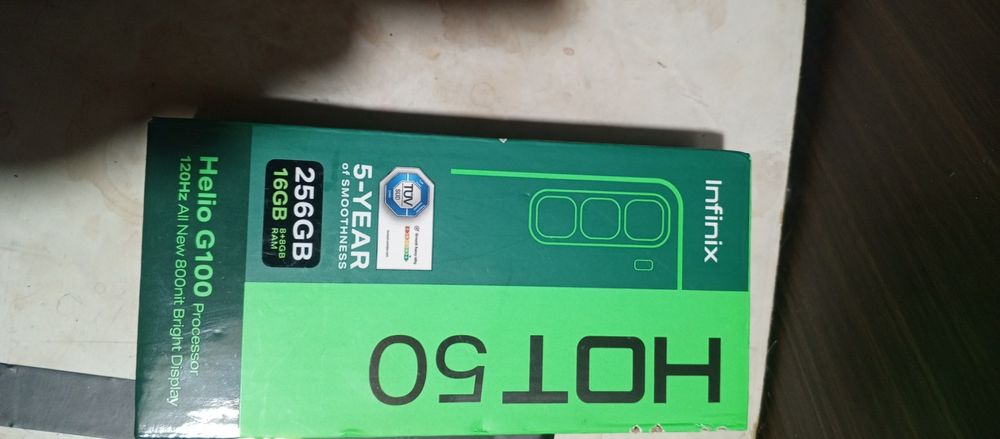 Infinix
HOT 50
TÜV
SÜD
5-YEAR
of SMOOTHNESS
256GB
16GB 8+8GB
RAM
Helio G100 Processor
120Hz All New 800nit Bright Display